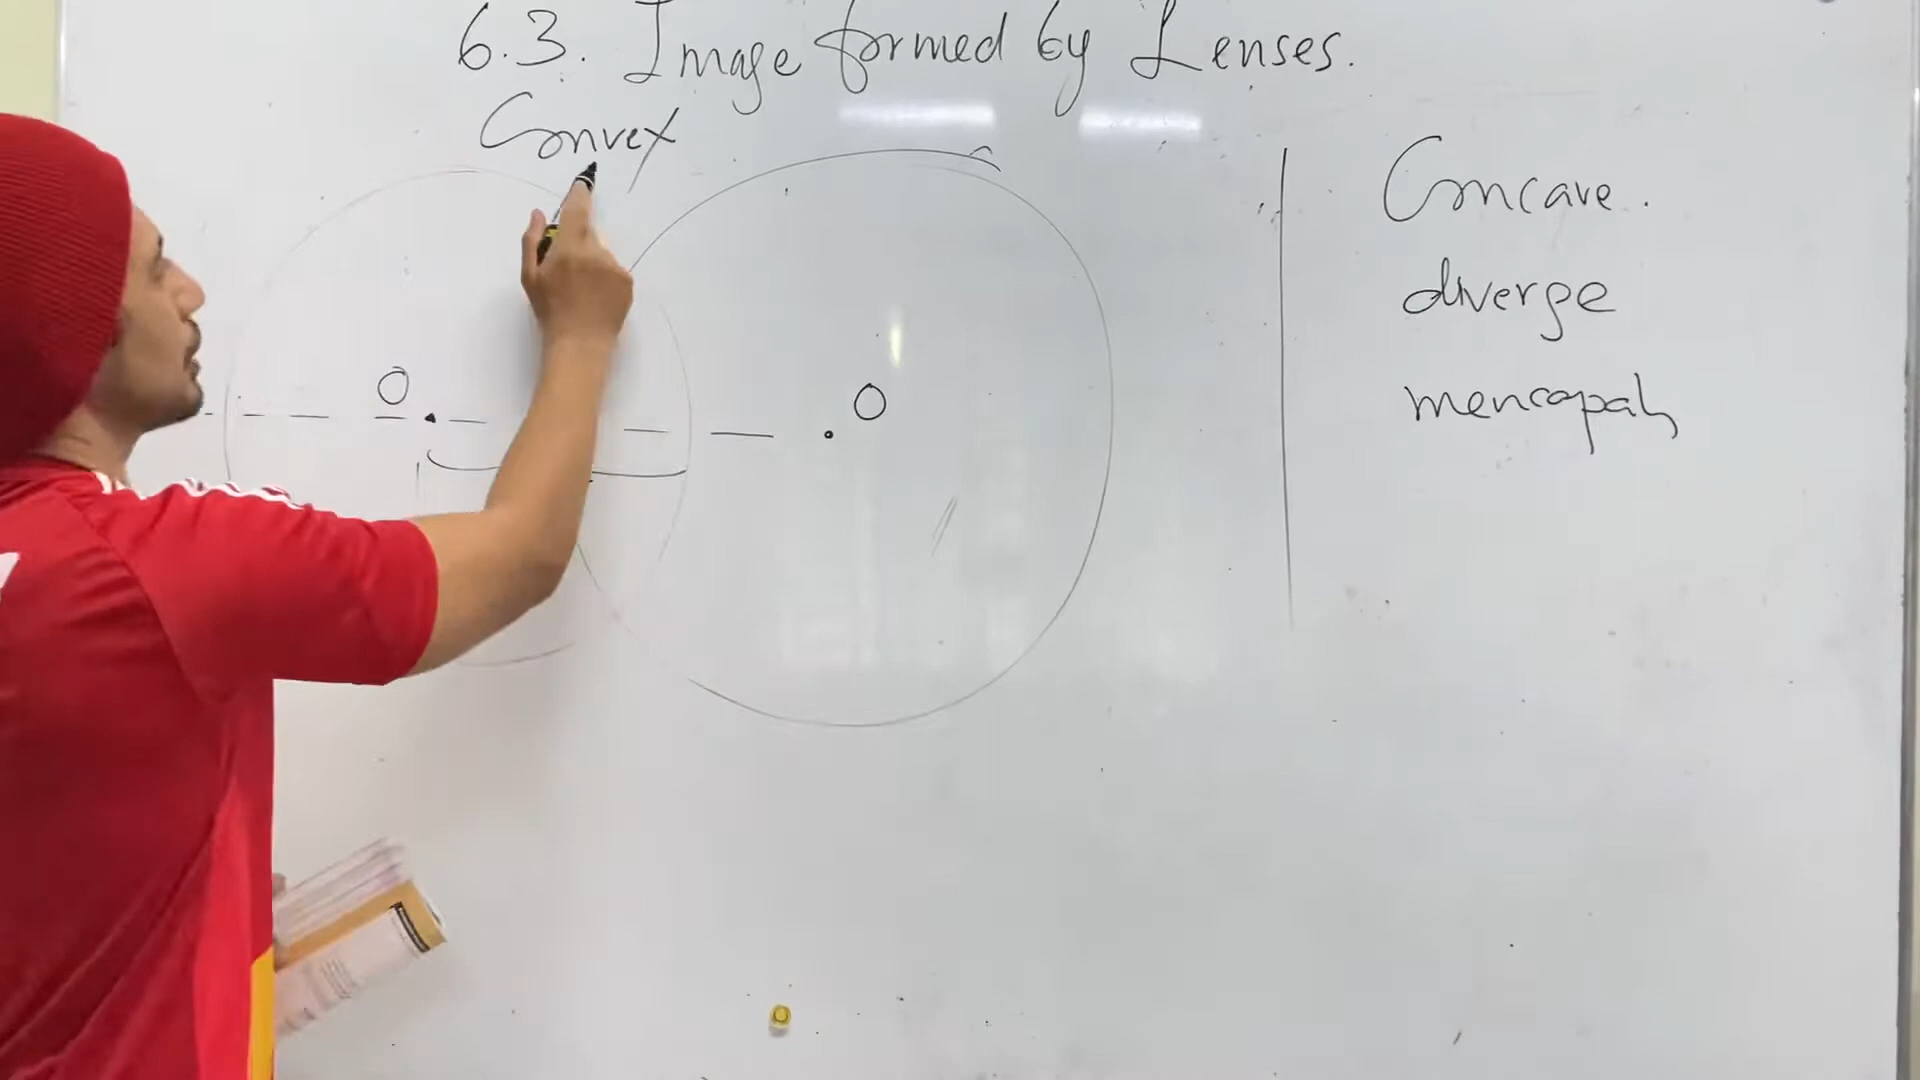 6.3. Image formed by Lenses.
Convex
O
O
Concave.
diverge
mencapah